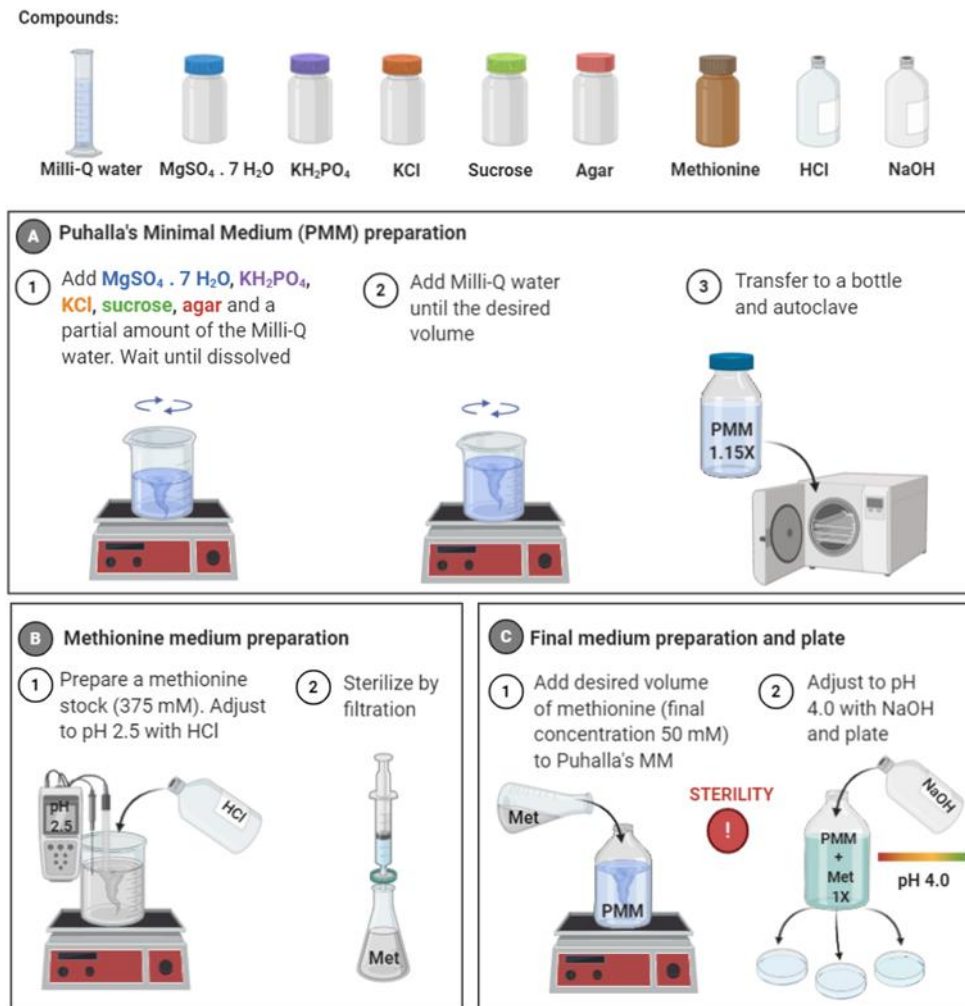 Compounds:
Milli-Q water
MgSO₄ . 7 H₂O
KH₂PO₄
KCl
Sucrose
Agar
Methionine
HCl
NaOH
A Puhalla's Minimal Medium (PMM) preparation
1 Add MgSO₄ . 7 H₂O, KH₂PO₄,
KCl, sucrose, agar and a
partial amount of the Milli-Q
water. Wait until dissolved
2 Add Milli-Q water
until the desired
volume
3 Transfer to a bottle
and autoclave
PMM
1.15X
B Methionine medium preparation
1 Prepare a methionine
stock (375 mM). Adjust
to pH 2.5 with HCl
pH
2.5
HCl
2 Sterilize by
filtration
Met
C Final medium preparation and plate
1 Add desired volume
of methionine (final
concentration 50 mM)
to Puhalla's MM
Met
PMM
STERILITY
!
2 Adjust to pH
4.0 with NaOH
and plate
NaOH
PMM
+
Met
1X
pH 4.0